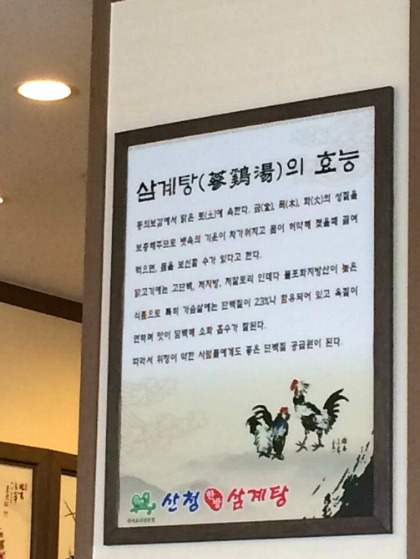 삼계탕(蔘鷄湯)의 효능
동의보감에서 닭은 토(土)에 속한다. 금(金), 목(木), 화(火)의 성질을
보충해주므로 뱃속의 기운이 차가워지고 몸이 허약해 졌을때 끓여
먹으면, 몸을 보신할 수가 있다고 한다.
닭고기에는 고단백, 저지방, 저칼로리 인데다 불포화지방산이 높은
식품으로 특히 가슴살에는 단백질이 23%나 함유되어 있고 육질이
연하며 맛이 담백해 소화 흡수가 잘된다.
따라서 위장이 약한 사람들에게도 좋은 단백질 공급원이 된다.
산청 한방 삼계탕